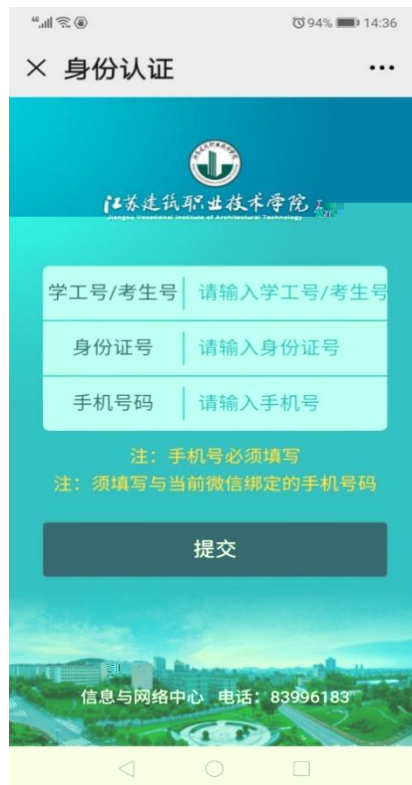 46 94% 14:36
身份认证
江苏建筑职业技术学院
Jiangsu Vocational Institute of Architectural Technology
学工号/考生号 请输入学工号/考生号
身份证号 请输入身份证号
手机号码 请输入手机号
注：手机号必须填写
注：须填写与当前微信绑定的手机号码
提交
信息与网络中心 电话：83996183